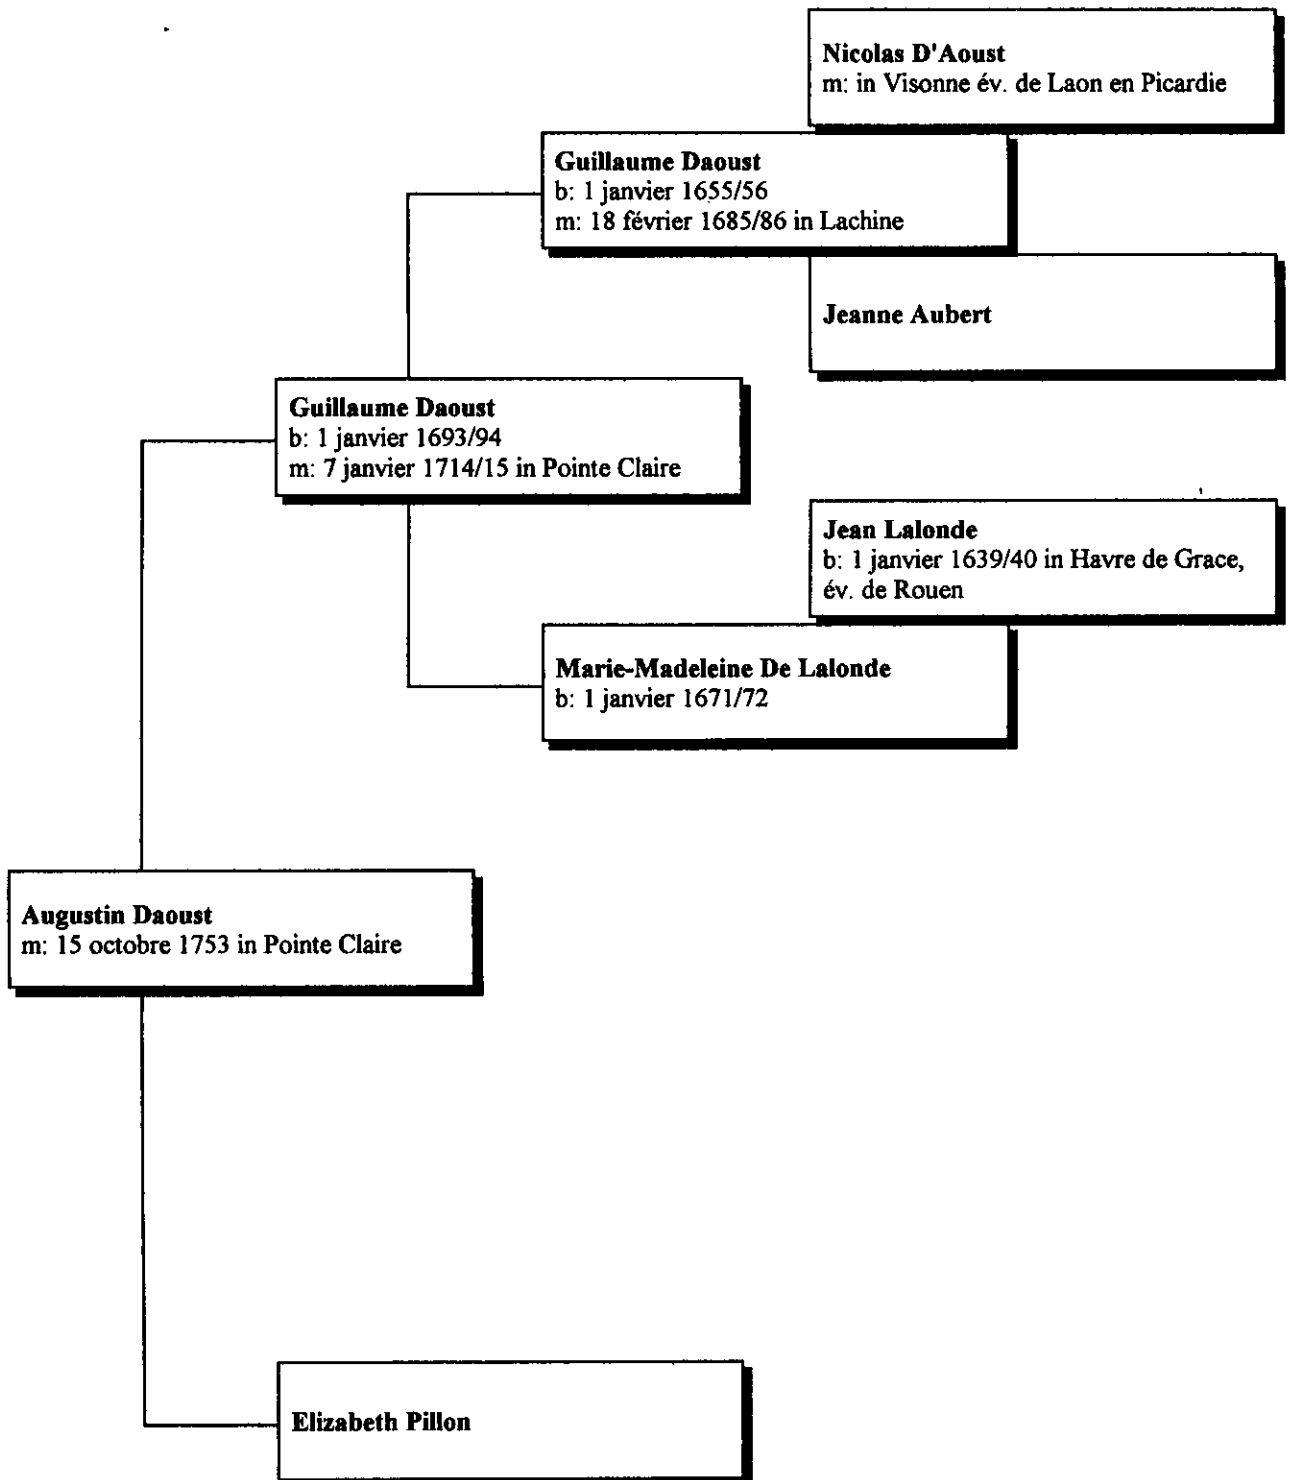 Nicolas D'Aoust
m: in Visonne év. de Laon en Picardie
Guillaume Daoust
b: 1 janvier 1655/56
m: 18 février 1685/86 in Lachine
Jeanne Aubert
Guillaume Daoust
b: 1 janvier 1693/94
m: 7 janvier 1714/15 in Pointe Claire
Jean Lalonde
b: 1 janvier 1639/40 in Havre de Grace,
év. de Rouen
Marie-Madeleine De Lalonde
b: 1 janvier 1671/72
Augustin Daoust
m: 15 octobre 1753 in Pointe Claire
Elizabeth Pillon